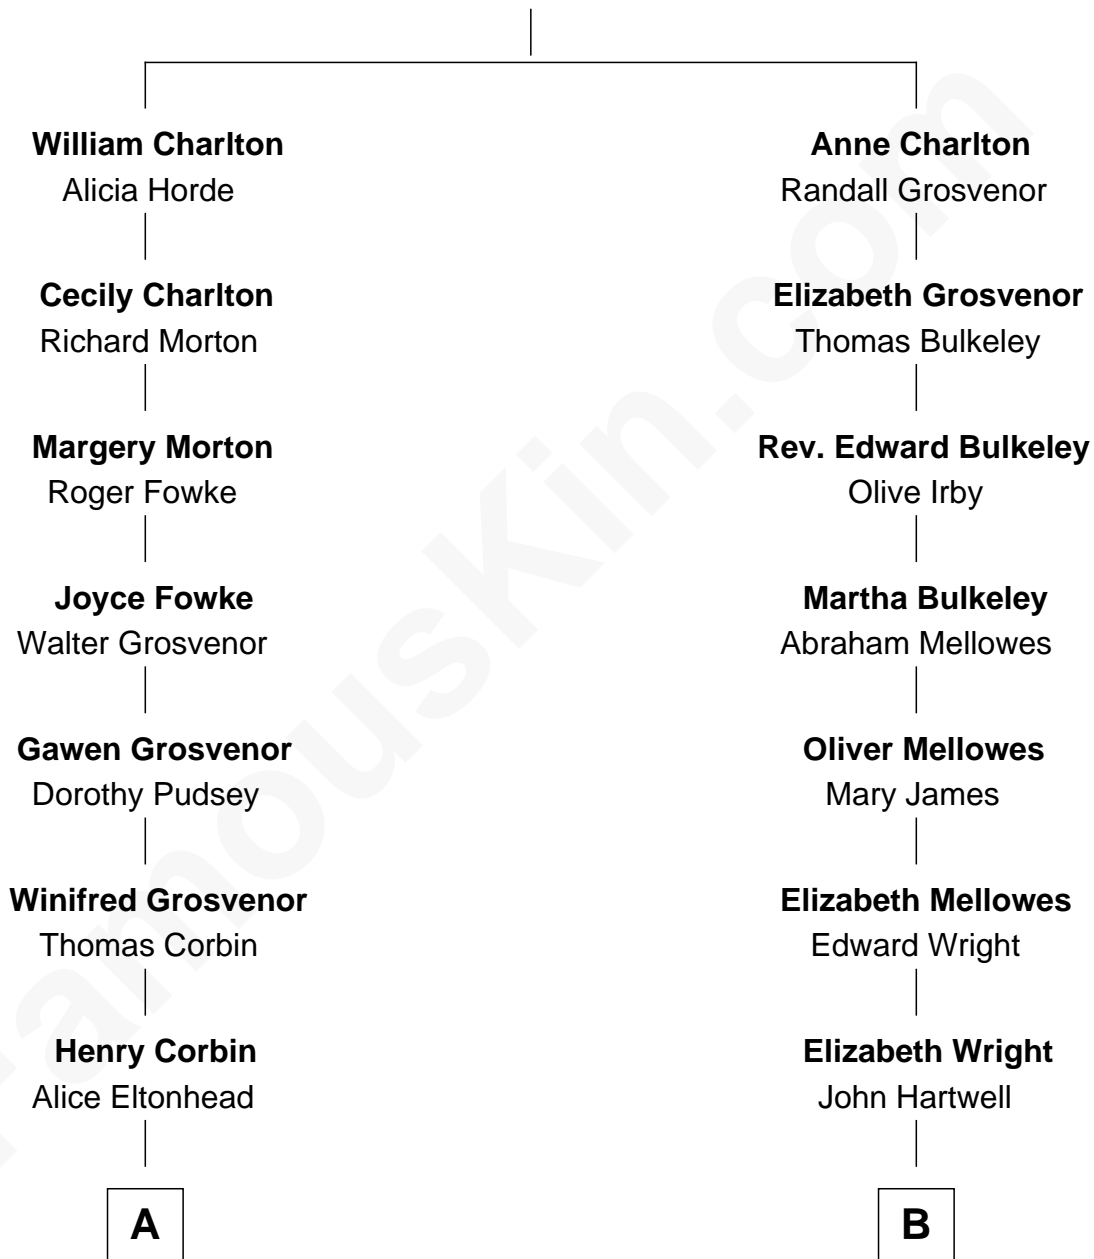 William Charlton
Alicia Horde
Anne Charlton
Randall Grosvenor
Cecily Charlton
Richard Morton
Elizabeth Grosvenor
Thomas Bulkeley
Margery Morton
Roger Fowke
Rev. Edward Bulkeley
Olive Irby
Joyce Fowke
Walter Grosvenor
Martha Bulkeley
Abraham Mellowes
Gawen Grosvenor
Dorothy Pudsey
Oliver Mellowes
Mary James
Winifred Grosvenor
Thomas Corbin
Elizabeth Mellowes
Edward Wright
Henry Corbin
Alice Eltonhead
Elizabeth Wright
John Hartwell
A
B
FamousKin.com